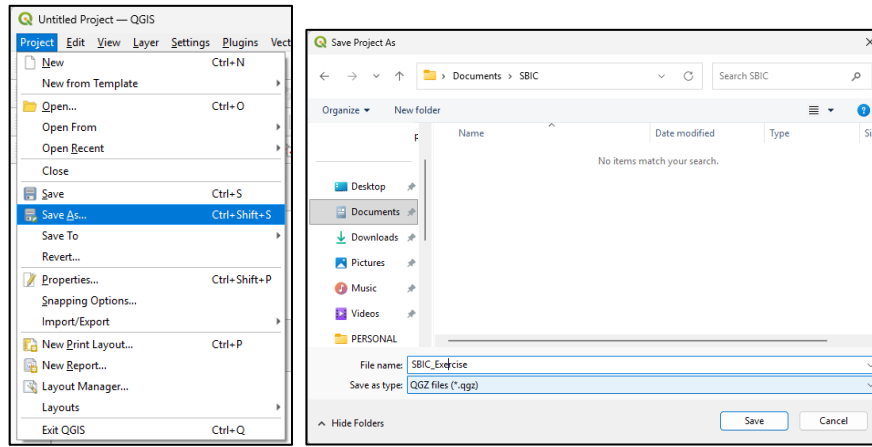 Untitled Project — QGIS
Project Edit View Layer Settings Plugins Vect
New Ctrl+N
New from Template
Open... Ctrl+O
Open From
Open Recent
Close
Save Ctrl+S
Save As... Ctrl+Shift+S
Save To
Revert...
Properties... Ctrl+Shift+P
Snapping Options...
Import/Export
New Print Layout... Ctrl+P
New Report...
Layout Manager...
Layouts
Exit QGIS Ctrl+Q
Save Project As
Documents › SBIC
Search SBIC
Organize New folder
Name Date modified Type Si
No items match your search.
Desktop
Documents
Downloads
Pictures
Music
Videos
PERSONAL
File name: SBIC_Exercise
Save as type: QGZ files (*.qgz)
Hide Folders Save Cancel